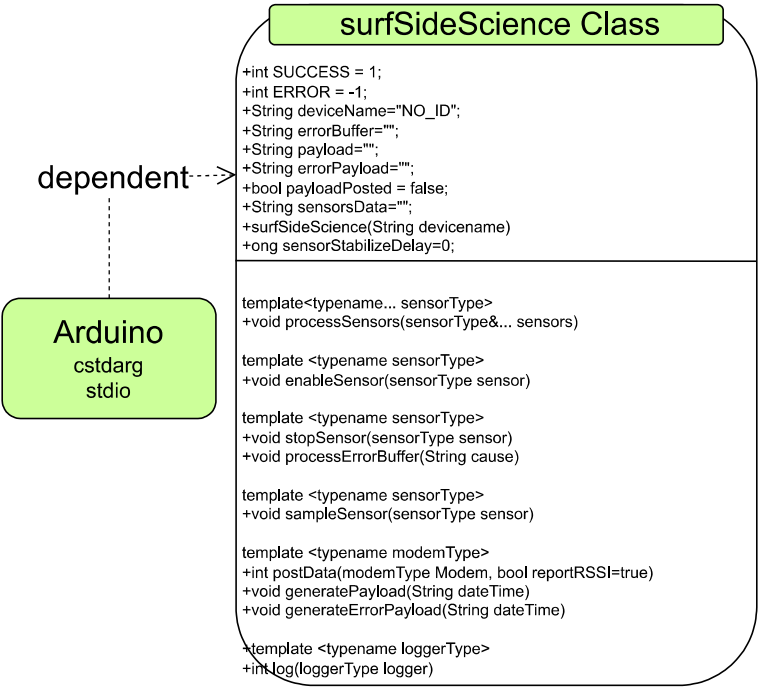 surfSideScience Class
+int SUCCESS = 1;
+int ERROR = -1;
+String deviceName="NO_ID";
+String errorBuffer="";
+String payload="";
+String errorPayload="";
+bool payloadPosted = false;
+String sensorsData="";
+surfSideScience(String devicename)
+ong sensorStabilizeDelay=0;
dependent
Arduino
cstdarg
stdio
template<typename... sensorType>
+void processSensors(sensorType&... sensors)
template <typename sensorType>
+void enableSensor(sensorType sensor)
template <typename sensorType>
+void stopSensor(sensorType sensor)
+void processErrorBuffer(String cause)
template <typename sensorType>
+void sampleSensor(sensorType sensor)
template <typename modemType>
+int postData(modemType Modem, bool reportRSSI=true)
+void generatePayload(String dateTime)
+void generateErrorPayload(String dateTime)
+template <typename loggerType>
+int log(loggerType logger)